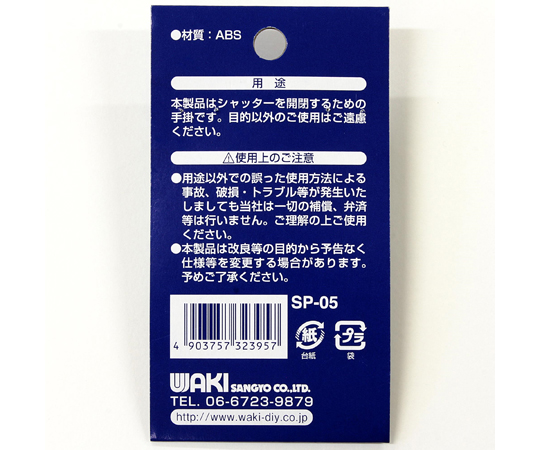 ●材質：ABS
用途
本製品はシャッターを開閉するための
手掛です。目的以外のご使用はご遠慮
ください。
⚠使用上のご注意
●用途以外での誤った使用方法による
事故、破損・トラブル等が発生いた
しましても当社は一切の補償、弁済
等は行いません。ご理解の上ご使用
ください。
●本製品は改良等の目的から予告なく
仕様等を変更する場合があります。
予めご了承ください。
SP-05
4 903757 323957
紙
台紙
プラ
袋
WAKI SANGYO CO.,LTD.
TEL. 06-6723-9879
http://www.waki-diy.co.jp